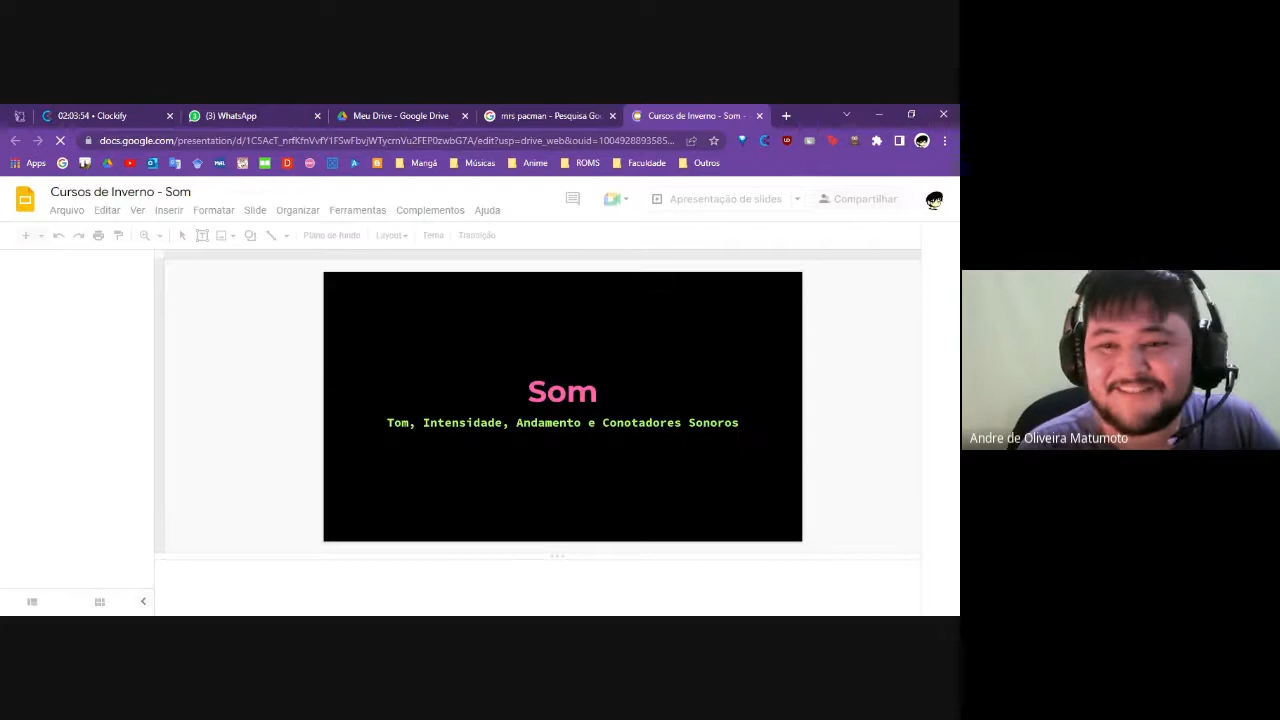 02:03:54 • Clockify
(3) WhatsApp
Meu Drive - Google Drive
mrs pacman - Pesquisa Goo
Cursos de Inverno - Som -
docs.google.com/presentation/d/1C5AcT_nrfKfnVvfY1FSwFbvjWTycrnVu2FEP0zwbG7A/edit?usp=drive_web&ouid=1004928893585...
Apps
Mangá
Músicas
Anime
ROMS
Faculdade
Outros
Cursos de Inverno - Som
Arquivo Editar Ver Inserir Formatar Slide Organizar Ferramentas Complementos Ajuda
Apresentação de slides
Compartilhar
Plano de fundo Layout Tema Transição
Som
Tom, Intensidade, Andamento e Conotadores Sonoros
Andre de Oliveira Matumoto